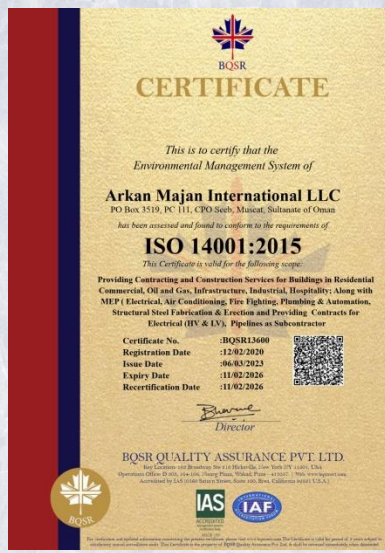 BQSR
CERTIFICATE
This is to certify that the
Environmental Management System of
Arkan Majan International LLC
PO Box 3519, PC 111, CPO Seeb, Muscat, Sultanate of Oman
has been assessed and found to conform to the requirements of
ISO 14001:2015
This Certificate is valid for the following scope:
Providing Contracting and Construction Services for Buildings in Residential
Commercial, Oil and Gas, Infrastructure, Industrial, Hospitality; Along with
MEP ( Electrical, Air Conditioning, Fire Fighting, Plumbing & Automation,
Structural Steel Fabrication & Erection and Providing Contracts for
Electrical (HV & LV), Pipelines as Subcontractor
Certificate No. :BQSR13600
Registration Date :12/02/2020
Issue Date :06/03/2023
Expiry Date :11/02/2026
Recertification Date :11/02/2026
Director
BQSR QUALITY ASSURANCE PVT. LTD.
BQSR
IAS
ACCREDITED
IAF